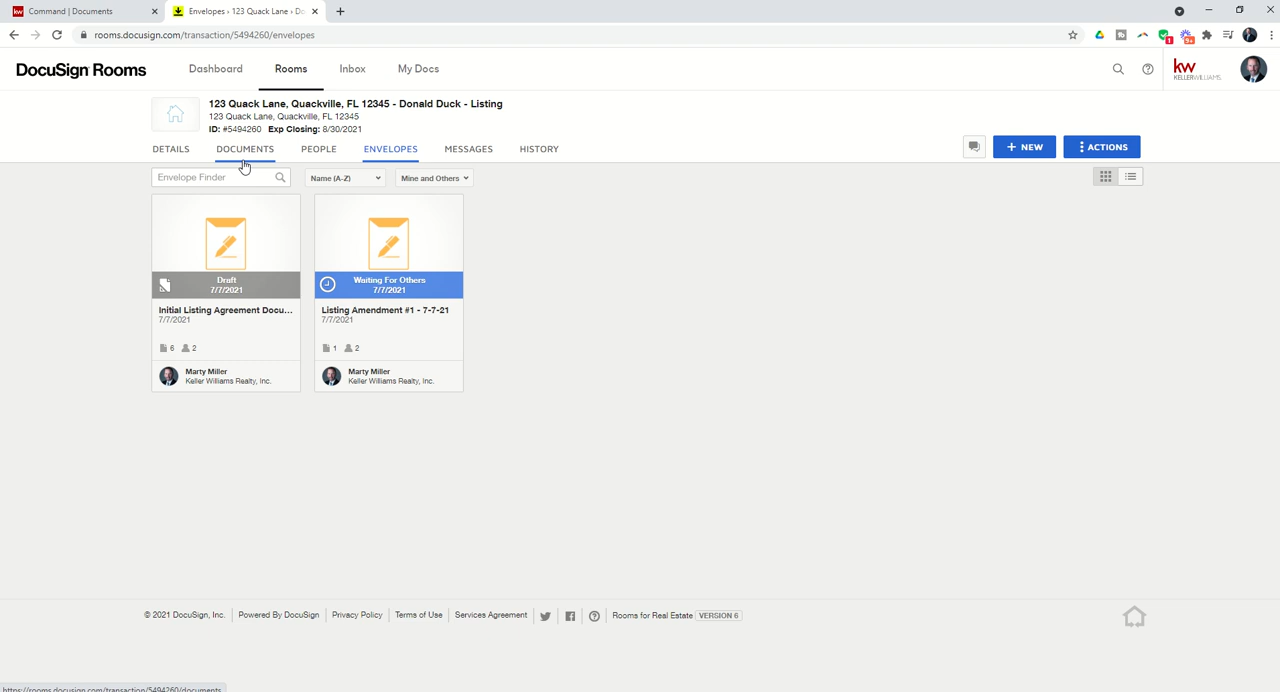 Command | Documents
Envelopes › 123 Quack Lane › Do
rooms.docusign.com/transaction/5494260/envelopes
1
9+
DocuSign Rooms
Dashboard
Rooms
Inbox
My Docs
kw
KELLERWILLIAMS
123 Quack Lane, Quackville, FL 12345 - Donald Duck - Listing
123 Quack Lane, Quackville, FL 12345
ID: #5494260 Exp Closing: 8/30/2021
DETAILS
DOCUMENTS
PEOPLE
ENVELOPES
MESSAGES
HISTORY
+ NEW
ACTIONS
Envelope Finder
Name (A-Z)
Mine and Others
Draft
7/7/2021
Initial Listing Agreement Docu...
7/7/2021
6 2
Marty Miller
Keller Williams Realty, Inc.
Waiting For Others
7/7/2021
Listing Amendment #1 - 7-7-21
7/7/2021
1 2
Marty Miller
Keller Williams Realty, Inc.
© 2021 DocuSign, Inc.
Powered By DocuSign
Privacy Policy
Terms of Use
Services Agreement
Rooms for Real Estate VERSION 6
https://rooms.docusign.com/transaction/5494260/documents